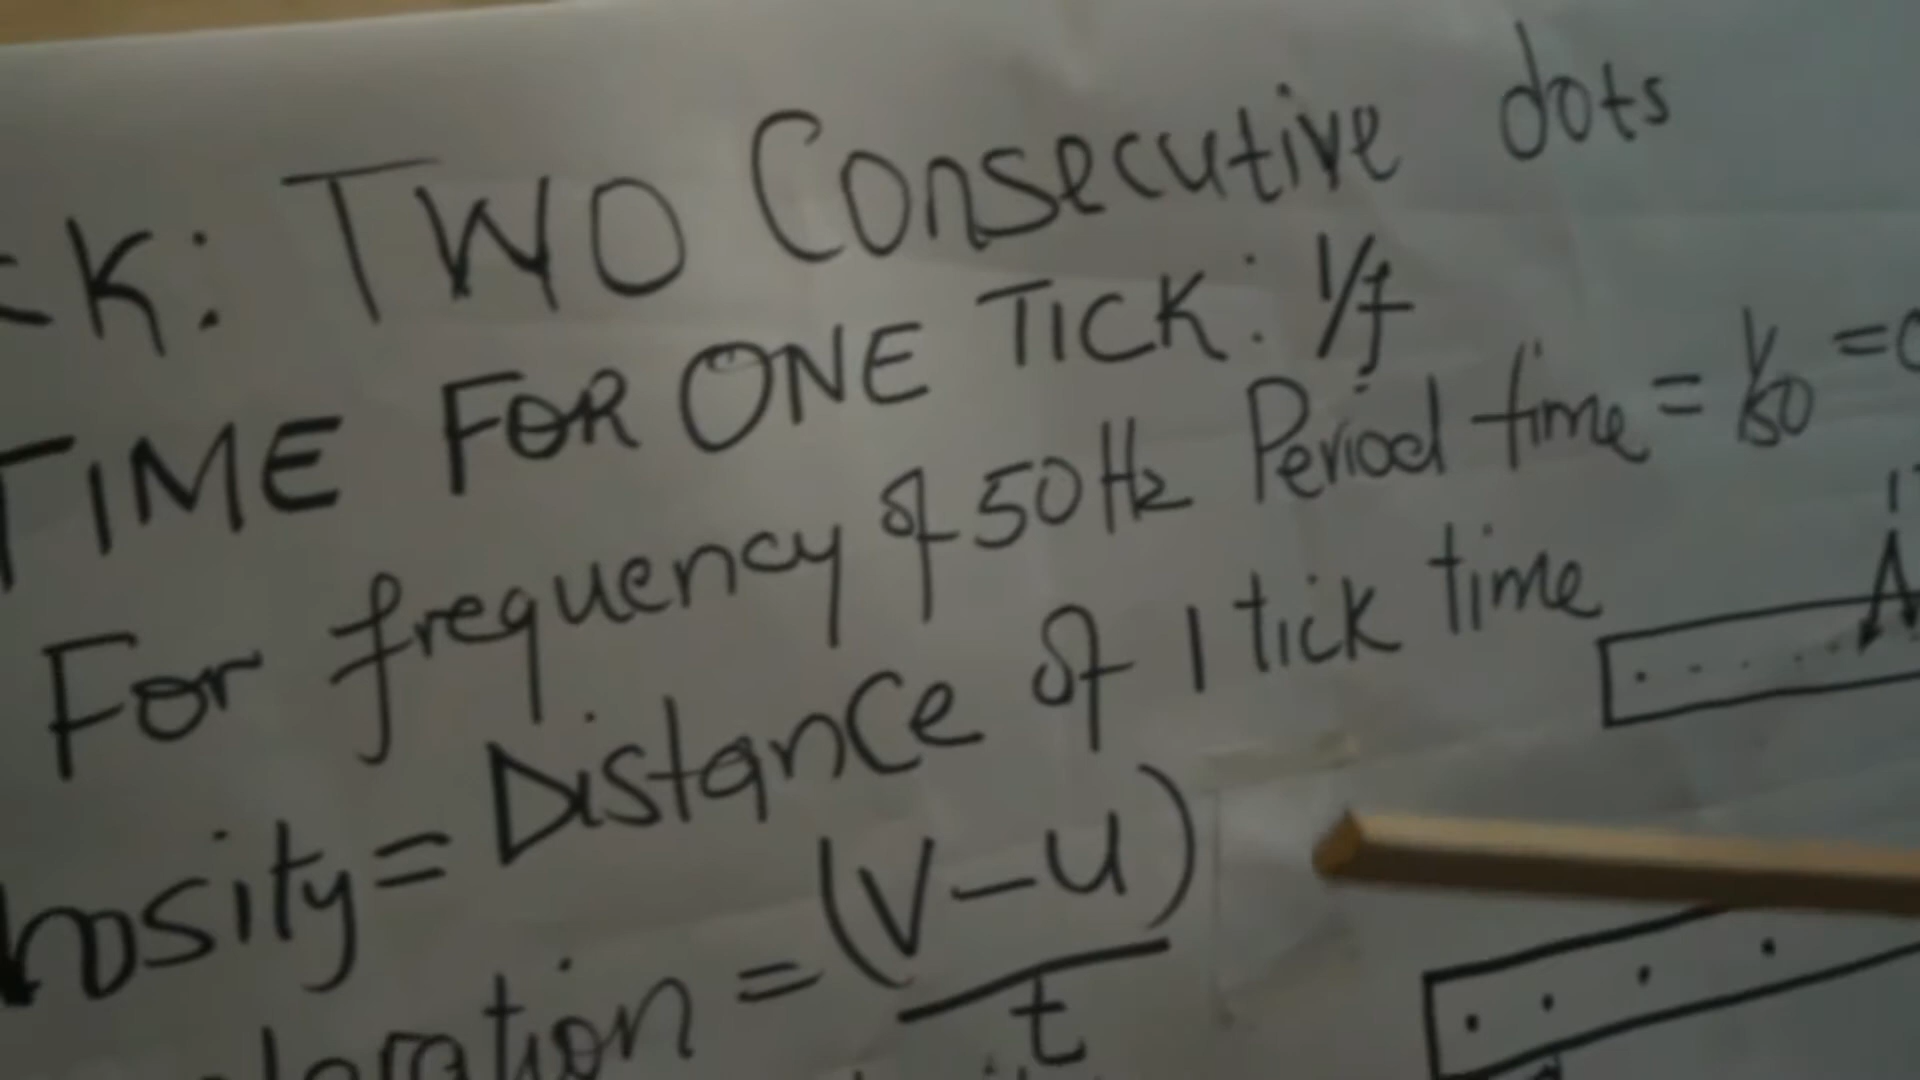 CK: TWO Consecutive dots
TIME FOR ONE TICK: 1/f
For frequency of 50Hz Period time = 1/50 =
Distance of 1 tick time
= (V-u)
t